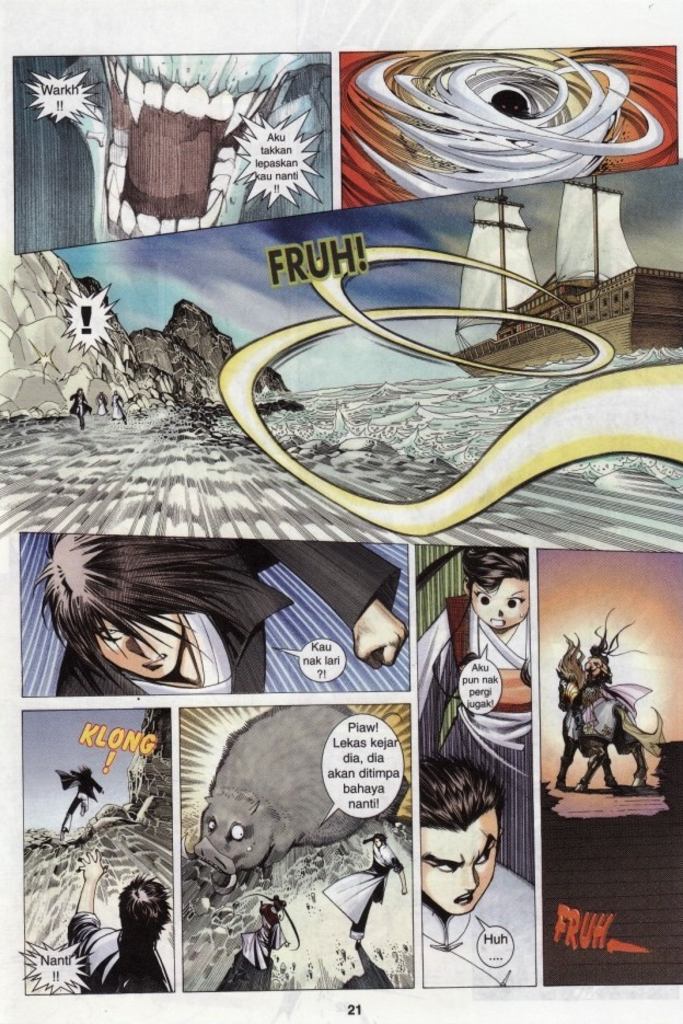 Warkh
!!
Aku
takkan
lepaskan
kau nanti
!!
FRUH!
!
Kau
nak lari
?!
Aku
pun nak
pergi
jugak!
KLONG
!
Nanti
!!
Piaw!
Lekas kejar
dia, dia
akan ditimpa
bahaya
nanti!
Huh
....
FRUH
21